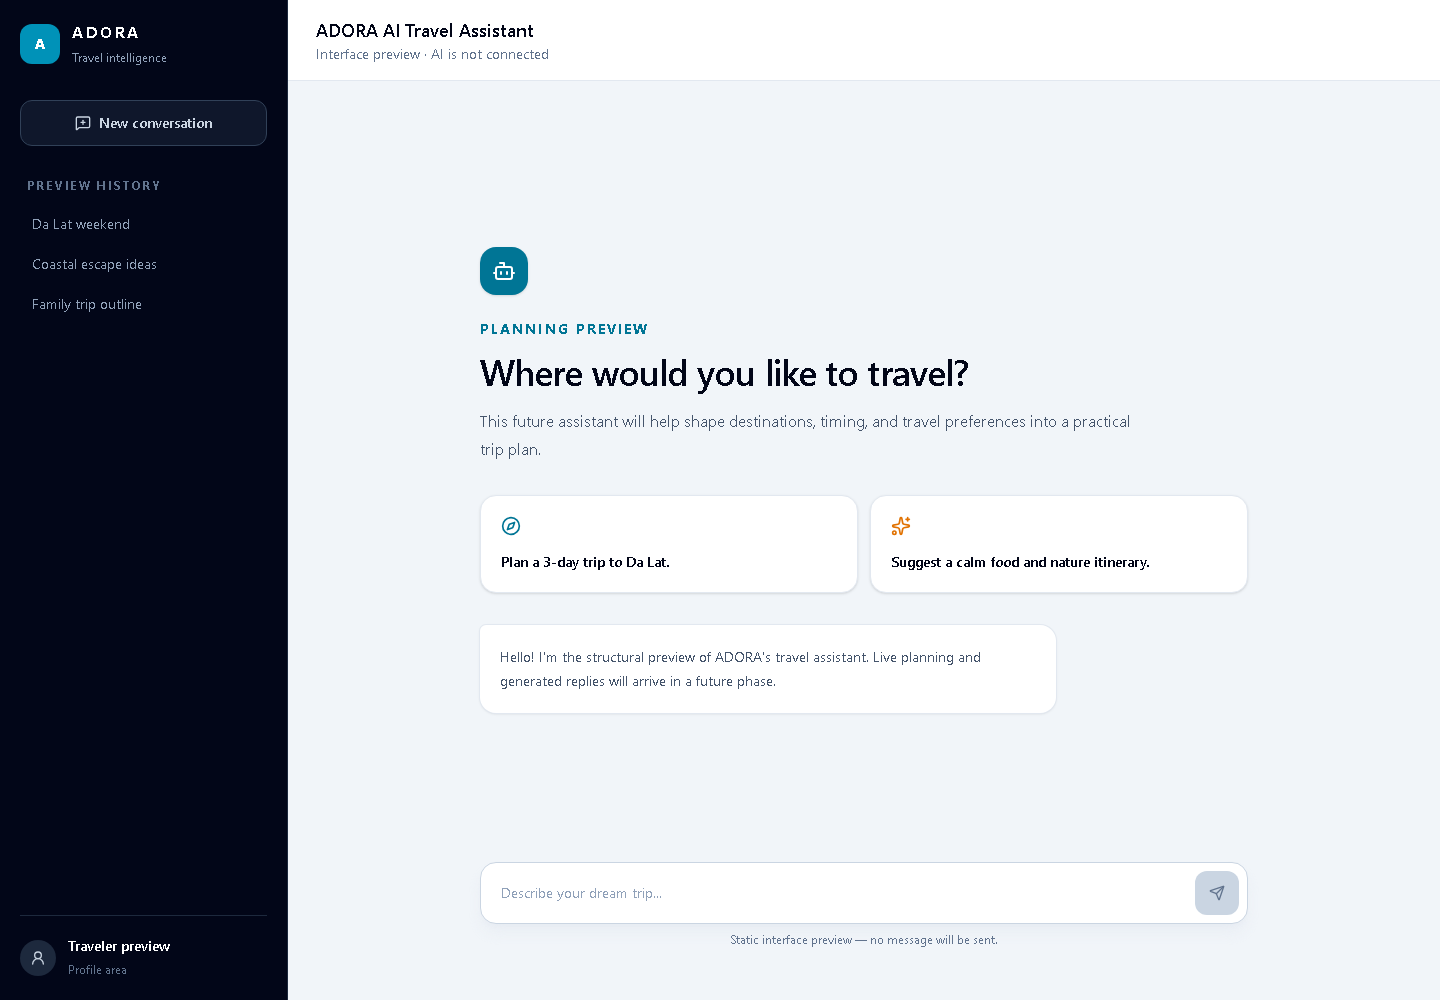 A
ADORA
Travel intelligence
New conversation
PREVIEW HISTORY
Da Lat weekend
Coastal escape ideas
Family trip outline
Traveler preview
Profile area
ADORA AI Travel Assistant
Interface preview · AI is not connected
PLANNING PREVIEW
Where would you like to travel?
This future assistant will help shape destinations, timing, and travel preferences into a practical
trip plan.
Plan a 3-day trip to Da Lat.
Suggest a calm food and nature itinerary.
Hello! I'm the structural preview of ADORA's travel assistant. Live planning and
generated replies will arrive in a future phase.
Describe your dream trip...
Static interface preview — no message will be sent.